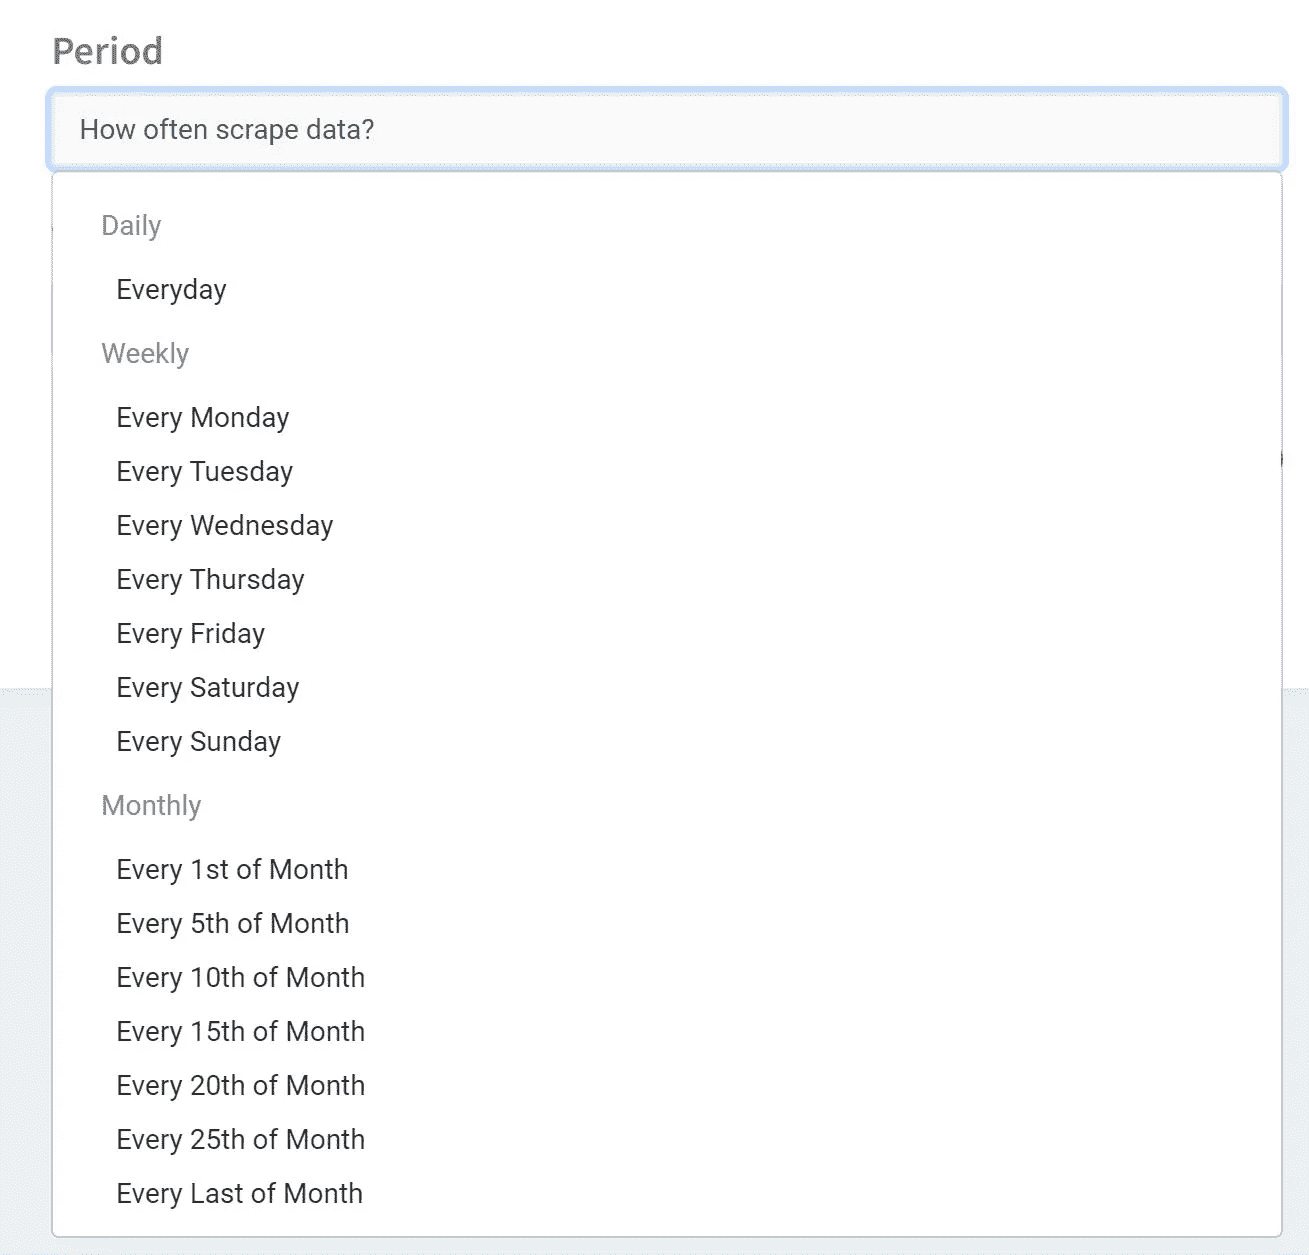 Period
How often scrape data?
Daily
Everyday
Weekly
Every Monday
Every Tuesday
Every Wednesday
Every Thursday
Every Friday
Every Saturday
Every Sunday
Monthly
Every 1st of Month
Every 5th of Month
Every 10th of Month
Every 15th of Month
Every 20th of Month
Every 25th of Month
Every Last of Month